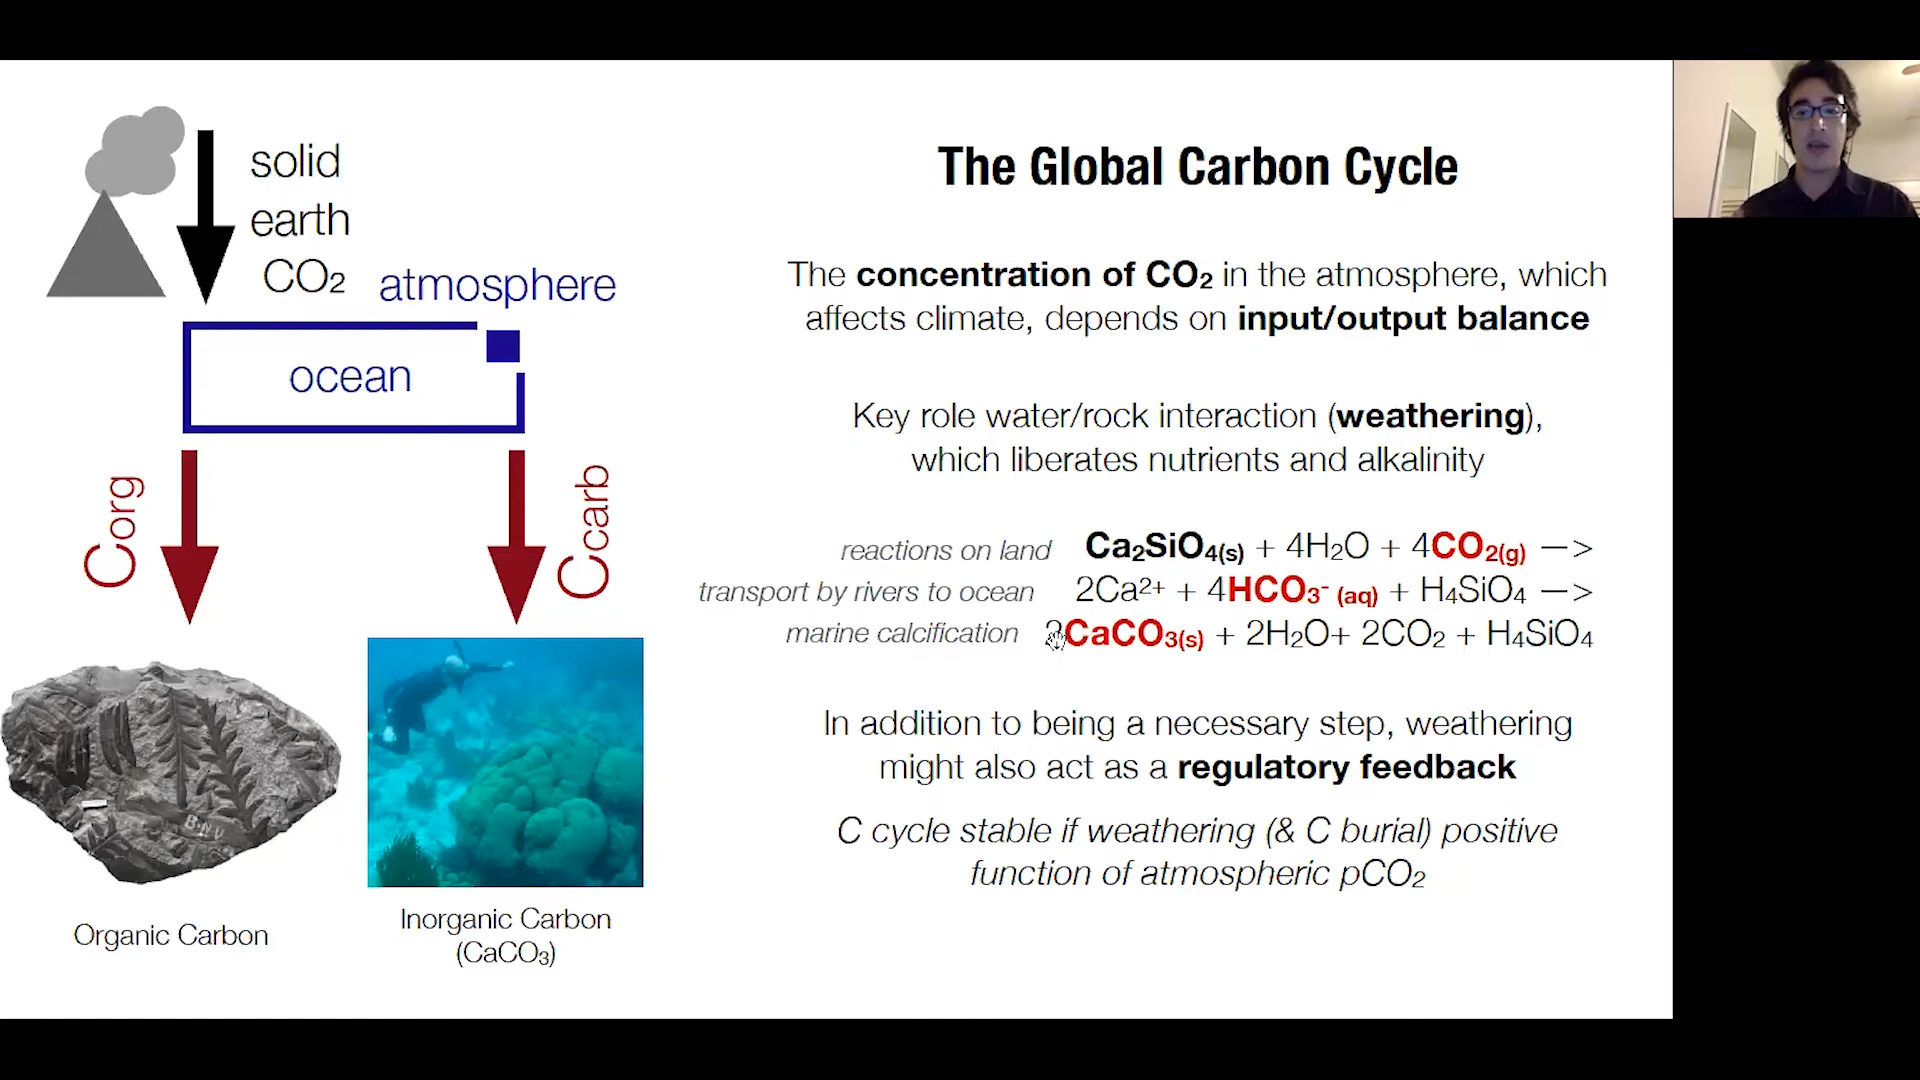 solid
earth
CO₂
atmosphere
ocean
Corg
Ccarb
Organic Carbon
Inorganic Carbon
(CaCO₃)
The Global Carbon Cycle
The concentration of CO₂ in the atmosphere, which
affects climate, depends on input/output balance
Key role water/rock interaction (weathering),
which liberates nutrients and alkalinity
reactions on land Ca₂SiO₄(s) + 4H₂O + 4CO₂(g) —>
transport by rivers to ocean 2Ca²⁺ + 4HCO₃⁻ (aq) + H₄SiO₄ —>
marine calcification 2CaCO₃(s) + 2H₂O+ 2CO₂ + H₄SiO₄
In addition to being a necessary step, weathering
might also act as a regulatory feedback
C cycle stable if weathering (& C burial) positive
function of atmospheric pCO₂